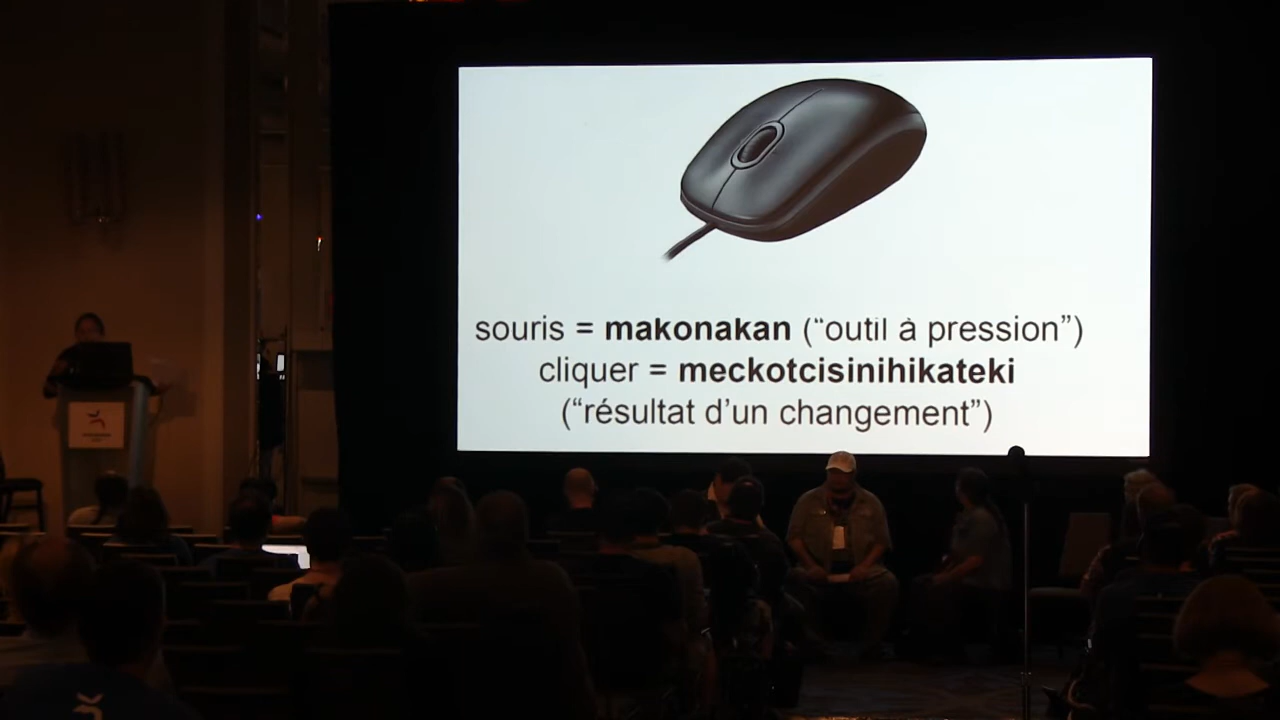 souris = makonakan (“outil à pression”)
cliquer = meckotcisinihikateki
(“résultat d’un changement”)